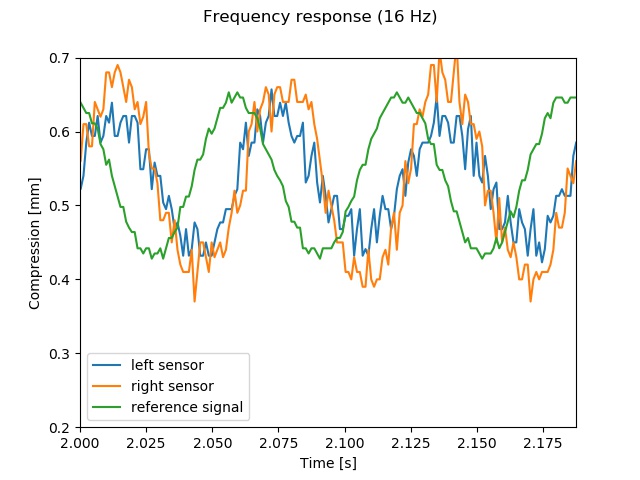 Frequency response (16 Hz)
0.7
0.6
0.5
0.4
0.3
0.2
Compression [mm]
left sensor
right sensor
reference signal
2.000 2.025 2.050 2.075 2.100 2.125 2.150 2.175
Time [s]